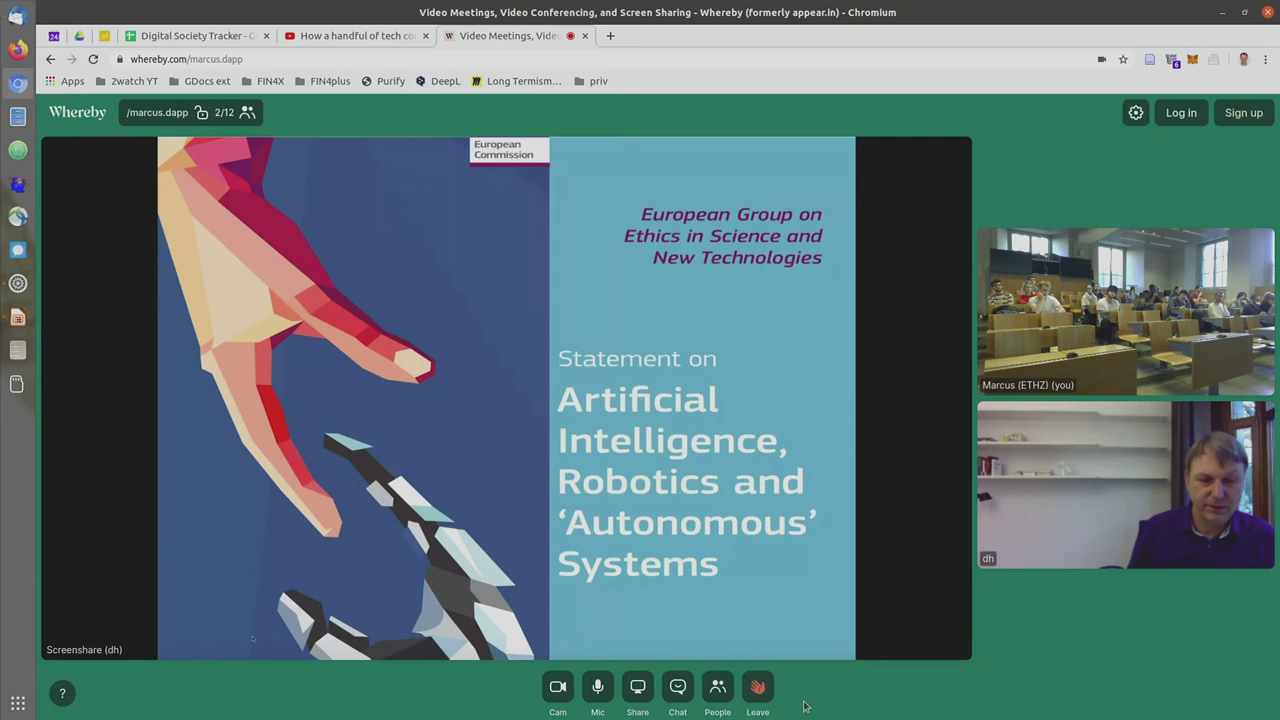 Video Meetings, Video Conferencing, and Screen Sharing - Whereby (formerly appear.in) - Chromium
24
Digital Society Tracker - G
How a handful of tech co
Video Meetings, Vide
whereby.com/marcus.dapp
6
Apps
2watch YT
GDocs ext
FIN4X
FIN4plus
Purify
DeepL
Long Termism...
priv
Whereby
/marcus.dapp
2/12
Log in
Sign up
European
Commission
European Group on
Ethics in Science and
New Technologies
Statement on
Artificial
Intelligence,
Robotics and
‘Autonomous’
Systems
Screenshare (dh)
Marcus (ETHZ) (you)
dh
?
Cam
Mic
Share
Chat
People
Leave